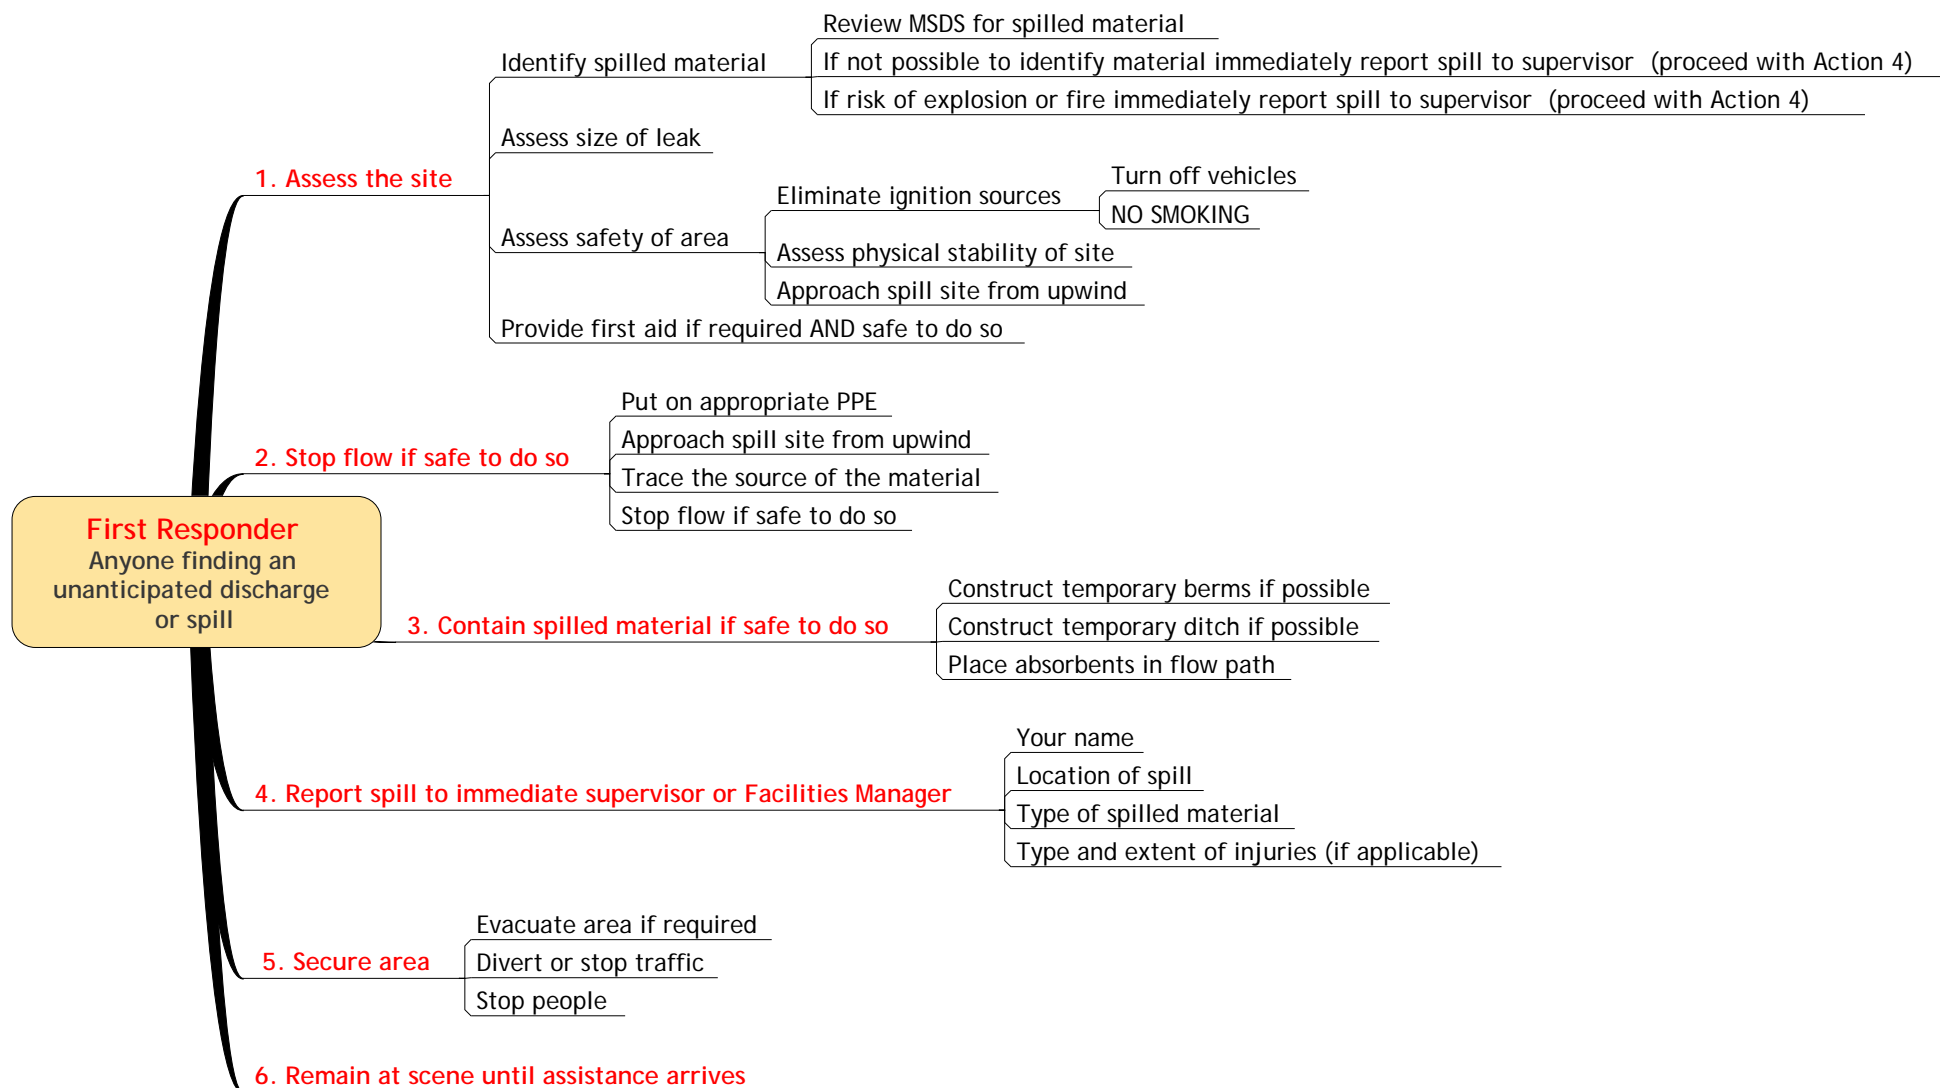 First Responder
Anyone finding an
unanticipated discharge
or spill
1. Assess the site
Identify spilled material
Review MSDS for spilled material
If not possible to identify material immediately report spill to supervisor (proceed with Action 4)
If risk of explosion or fire immediately report spill to supervisor (proceed with Action 4)
Assess size of leak
Assess safety of area
Eliminate ignition sources
Turn off vehicles
NO SMOKING
Assess physical stability of site
Approach spill site from upwind
Provide first aid if required AND safe to do so
2. Stop flow if safe to do so
Put on appropriate PPE
Approach spill site from upwind
Trace the source of the material
Stop flow if safe to do so
3. Contain spilled material if safe to do so
Construct temporary berms if possible
Construct temporary ditch if possible
Place absorbents in flow path
4. Report spill to immediate supervisor or Facilities Manager
Your name
Location of spill
Type of spilled material
Type and extent of injuries (if applicable)
5. Secure area
Evacuate area if required
Divert or stop traffic
Stop people
6. Remain at scene until assistance arrives